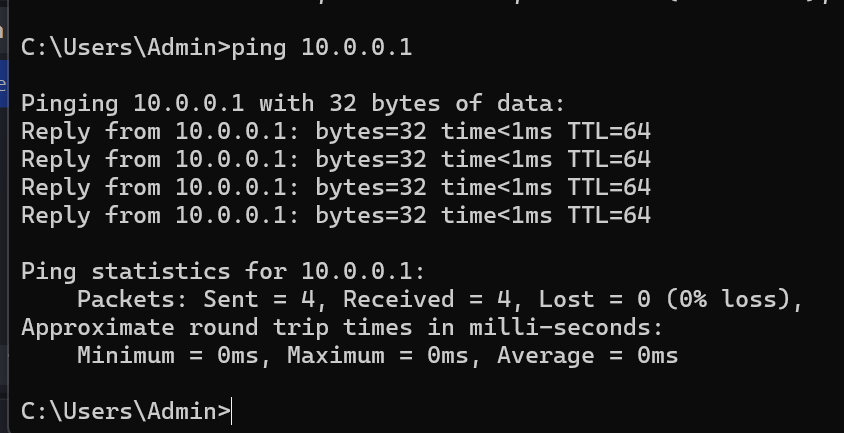 C:\Users\Admin>ping 10.0.0.1
Pinging 10.0.0.1 with 32 bytes of data:
Reply from 10.0.0.1: bytes=32 time<1ms TTL=64
Reply from 10.0.0.1: bytes=32 time<1ms TTL=64
Reply from 10.0.0.1: bytes=32 time<1ms TTL=64
Reply from 10.0.0.1: bytes=32 time<1ms TTL=64
Ping statistics for 10.0.0.1:
    Packets: Sent = 4, Received = 4, Lost = 0 (0% loss),
Approximate round trip times in milli-seconds:
    Minimum = 0ms, Maximum = 0ms, Average = 0ms
C:\Users\Admin>